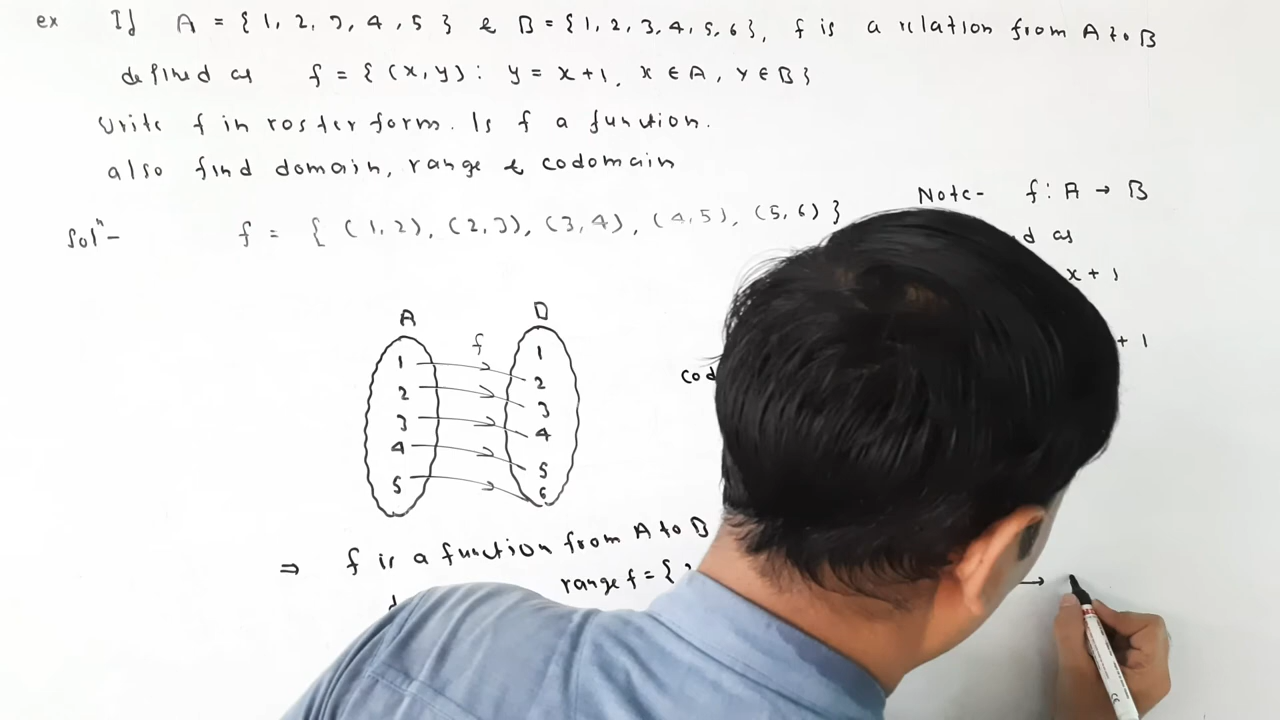 ex If A = { 1, 2, 3, 4, 5 } & B = { 1, 2, 3, 4, 5, 6 }, f is a relation from A to B
defined as f = { (x, y) : y = x + 1, x ∈ A, y ∈ B }
write f in roster form. Is f a function.
also find domain, range & codomain
Solⁿ - f = { (1, 2), (2, 3), (3, 4), (4, 5), (5, 6) }
Note - f : A → B
d as
x + 1
+ 1
cod
A B
f
1 1
2 2
3 3
4 4
5 5
6
⇒ f is a function from A to B
range f = {
→